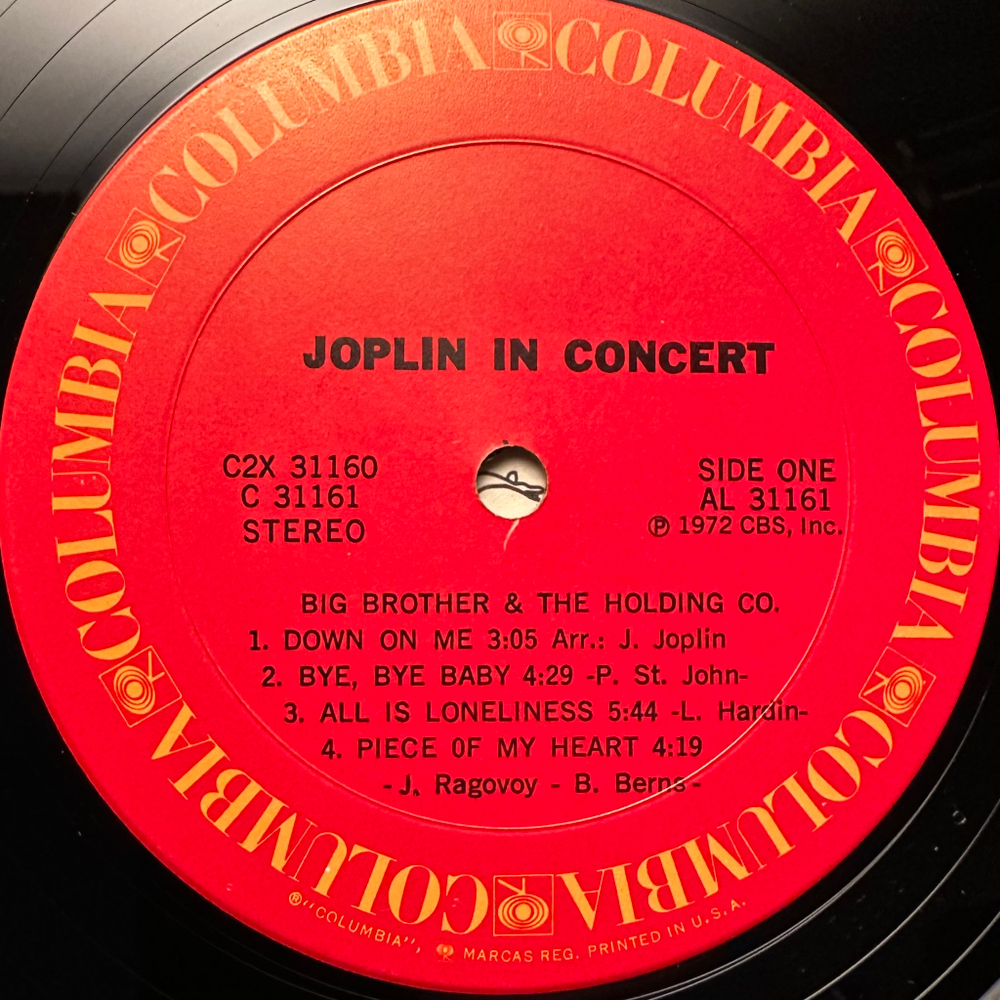 COLUMBIA COLUMBIA COLUMBIA COLUMBIA COLUMBIA COLUMBIA
JOPLIN IN CONCERT
C2X 31160
C 31161
STEREO
SIDE ONE
AL 31161
℗ 1972 CBS, Inc.
BIG BROTHER & THE HOLDING CO.
1. DOWN ON ME 3:05 Arr.: J. Joplin
2. BYE, BYE BABY 4:29 -P. St. John-
3. ALL IS LONELINESS 5:44 -L. Hardin-
4. PIECE OF MY HEART 4:19
-J. Ragovoy - B. Berns-
®"COLUMBIA", MARCAS REG. PRINTED IN U.S.A.